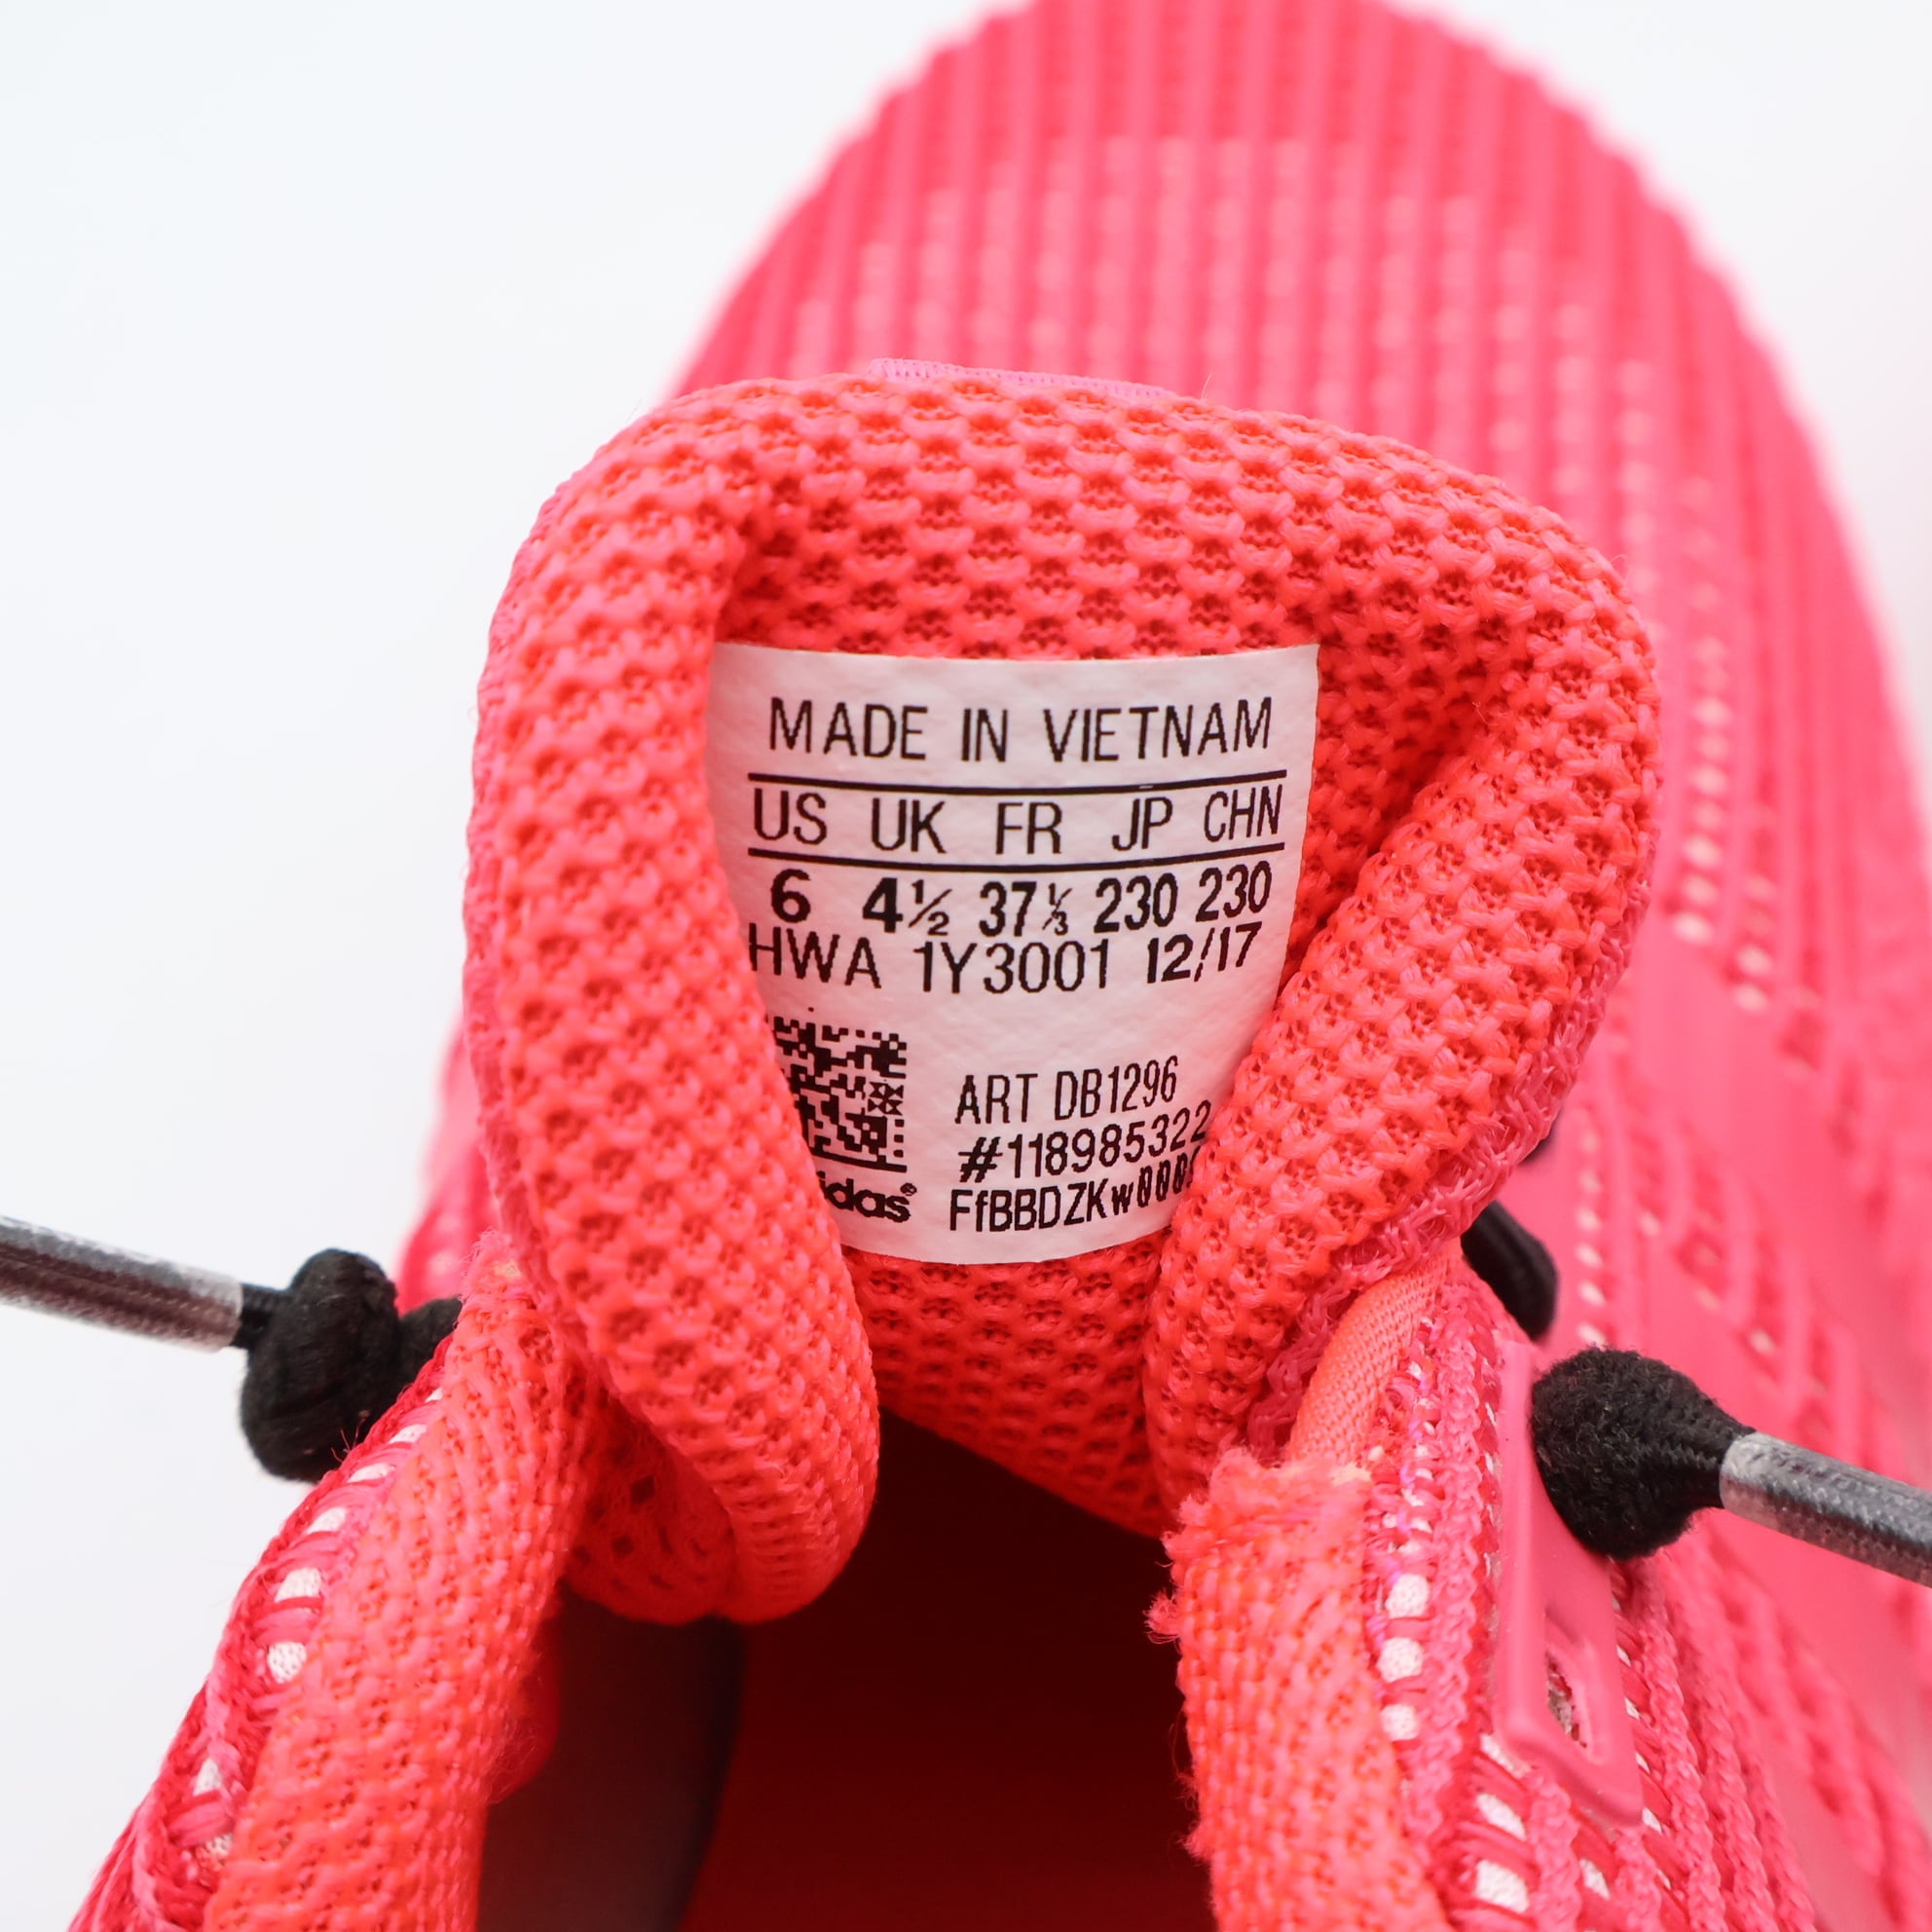 MADE IN VIETNAM
US UK FR JP CHN
6 4½ 37⅓ 230 230
HWA 1Y3001 12/17
ART DB1296
#118985322